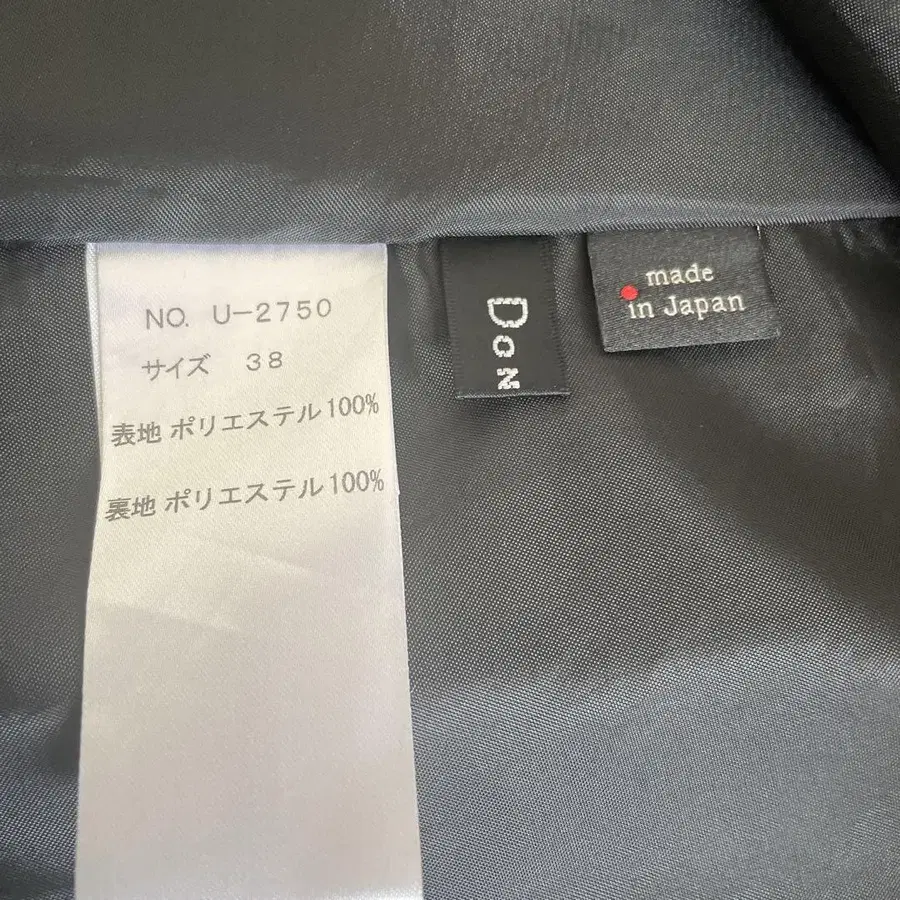 NO. U-2750
サイズ 38
表地 ポリエステル100%
裏地 ポリエステル100%
DON
made
in Japan